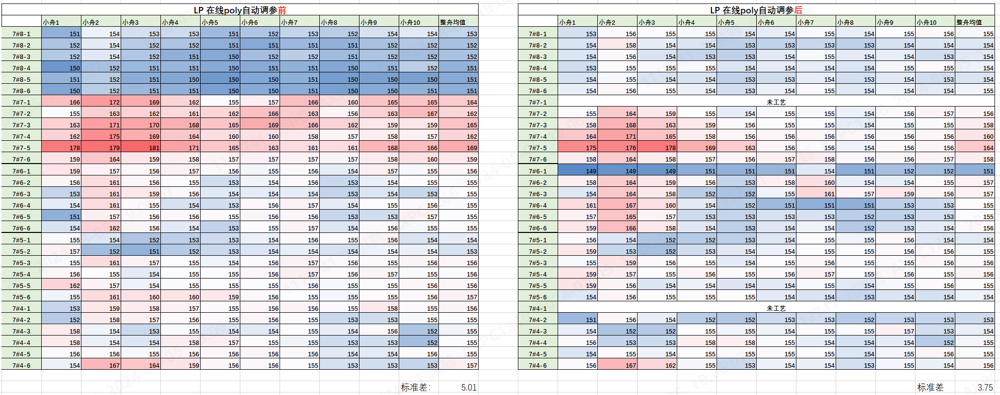 LP 在线poly自动调参前
小舟1 小舟2 小舟3 小舟4 小舟5 小舟6 小舟7 小舟8 小舟9 小舟10 整舟均值
7#8-1 151 154 153 153 151 152 153 152 154 154 153
7#8-2 152 154 152 152 151 151 151 151 152 152 152
7#8-3 152 154 152 151 150 152 152 151 152 152 152
7#8-4 150 152 151 151 150 151 151 150 151 152 151
7#8-5 151 152 151 150 150 150 151 150 150 150 151
7#8-6 150 152 151 151 150 150 151 150 150 151 151
7#7-1 166 172 169 162 155 157 166 160 165 165 164
7#7-2 155 163 162 161 162 166 163 156 163 167 162
7#7-3 163 171 170 168 165 169 166 162 159 159 165
7#7-4 162 175 169 164 160 160 158 157 158 157 162
7#7-5 178 179 181 171 165 163 161 161 168 166 169
7#7-6 159 164 159 158 157 157 157 157 158 160 159
7#6-1 159 157 156 157 156 155 156 154 157 155 156
7#6-2 156 161 156 155 153 154 156 153 154 155 155
7#6-3 153 161 159 156 154 154 154 153 154 153 155
7#6-4 154 161 155 154 153 156 157 154 155 156 155
7#6-5 151 157 156 156 155 156 156 153 153 157 155
7#6-6 154 162 156 154 153 155 157 154 156 155 155
7#5-1 155 154 152 153 153 154 156 155 156 154 154
7#5-2 157 152 151 152 153 154 154 154 154 154 153
7#5-3 155 161 157 155 154 156 157 156 156 155 156
7#5-4 156 155 154 155 155 156 157 156 157 155 156
7#5-5 162 157 154 155 155 155 156 155 155 156 156
7#5-6 155 161 160 160 159 156 155 155 155 156 157
7#4-1 153 159 158 157 156 156 155 155 158 155 156
7#4-2 152 158 157 156 155 156 155 153 153 155 155
7#4-3 158 154 153 155 154 154 155 154 156 152 155
7#4-4 158 154 154 158 157 155 155 153 153 152 155
7#4-5 156 156 155 156 156 156 156 154 154 156 155
7#4-6 154 167 164 159 156 156 155 153 153 153 157
标准差: 5.01
LP 在线poly自动调参后
小舟1 小舟2 小舟3 小舟4 小舟5 小舟6 小舟7 小舟8 小舟9 小舟10 整舟均值
7#8-1 153 156 155 155 154 154 155 154 155 156 155
7#8-2 154 158 154 154 153 153 153 153 154 154 154
7#8-3 154 156 154 153 153 154 155 154 154 153 154
7#8-4 153 155 155 155 154 154 154 154 155 155 154
7#8-5 154 155 154 154 153 153 154 153 154 153 154
7#8-6 154 156 155 154 153 154 155 154 154 154 155
7#7-1 未工艺
7#7-2 155 164 159 155 154 155 155 154 156 157 156
7#7-3 158 168 163 159 156 155 155 154 155 155 158
7#7-4 164 171 165 158 156 156 156 155 156 156 160
7#7-5 175 176 178 169 163 156 156 154 156 156 164
7#7-6 158 164 158 157 156 157 158 156 156 157 158
7#6-1 149 149 149 151 151 151 154 151 152 152 151
7#6-2 158 164 159 156 153 158 160 154 154 155 157
7#6-3 154 164 158 152 152 155 161 157 159 156 157
7#6-4 161 167 160 154 152 151 151 151 153 153 155
7#6-5 157 165 157 153 153 153 153 152 153 153 155
7#6-6 159 166 158 154 153 154 154 152 153 154 156
7#5-1 156 154 152 152 153 154 155 155 156 154 154
7#5-2 159 153 152 153 154 154 155 155 156 155 155
7#5-3 155 159 156 155 154 155 156 156 156 155 156
7#5-4 159 157 155 156 155 156 157 155 156 155 156
7#5-5 159 156 154 154 154 154 155 154 155 154 155
7#5-6 154 156 155 155 155 154 154 153 154 154 154
7#4-1 未工艺
7#4-2 151 156 154 152 152 153 153 152 153 153 153
7#4-3 154 152 152 155 155 154 155 155 157 153 154
7#4-4 156 153 153 158 158 155 154 154 154 152 155
7#4-5 154 155 154 155 155 155 155 154 155 156 155
7#4-6 156 167 162 155 153 154 154 153 155 154 156
标准差 3.75